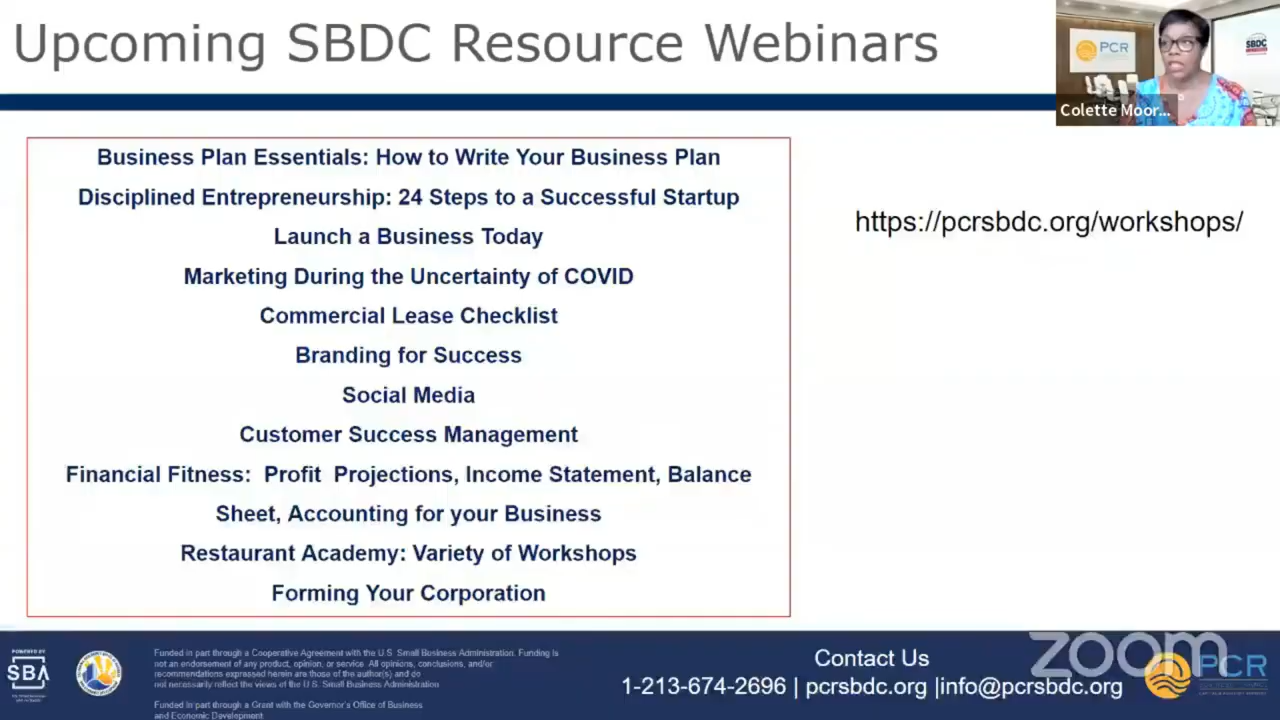 Upcoming SBDC Resource Webinars
PCR
SBDC
Colette Moor...
Business Plan Essentials: How to Write Your Business Plan
Disciplined Entrepreneurship: 24 Steps to a Successful Startup
Launch a Business Today
Marketing During the Uncertainty of COVID
Commercial Lease Checklist
Branding for Success
Social Media
Customer Success Management
Financial Fitness: Profit Projections, Income Statement, Balance
Sheet, Accounting for your Business
Restaurant Academy: Variety of Workshops
Forming Your Corporation
https://pcrsbdc.org/workshops/
POWERED BY
SBA
Funded in part through a Cooperative Agreement with the U.S. Small Business Administration. Funding is
not an endorsement of any product, opinion, or service. All opinions, conclusions, and/or
recommendations expressed herein are those of the author(s) and do
not necessarily reflect the views of the U.S. Small Business Administration
Funded in part through a Grant with the Governor's Office of Business
and Economic Development
Contact Us
1-213-674-2696 | pcrsbdc.org |info@pcrsbdc.org
zoom
PCR